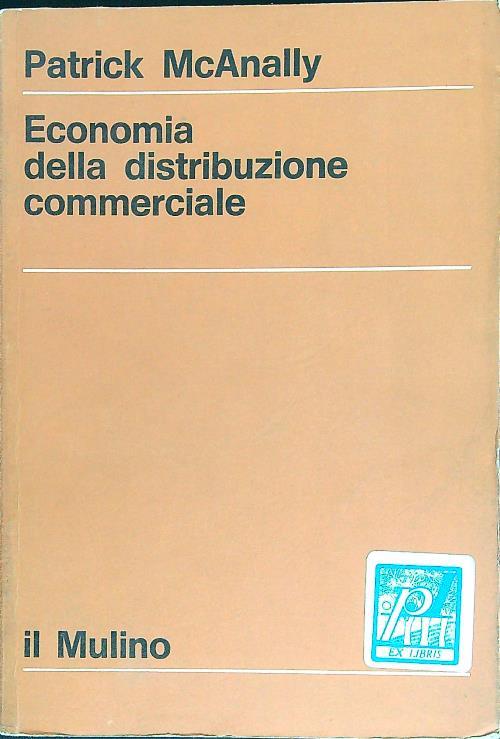 Patrick McAnally
Economia
della distribuzione
commerciale
il Mulino
EX LIBRIS